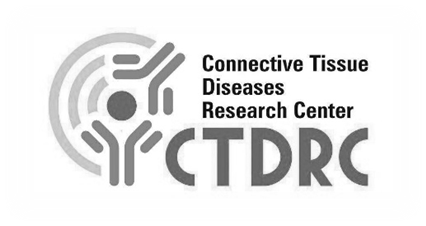 Connective Tissue
Diseases
Research Center
CTDRC